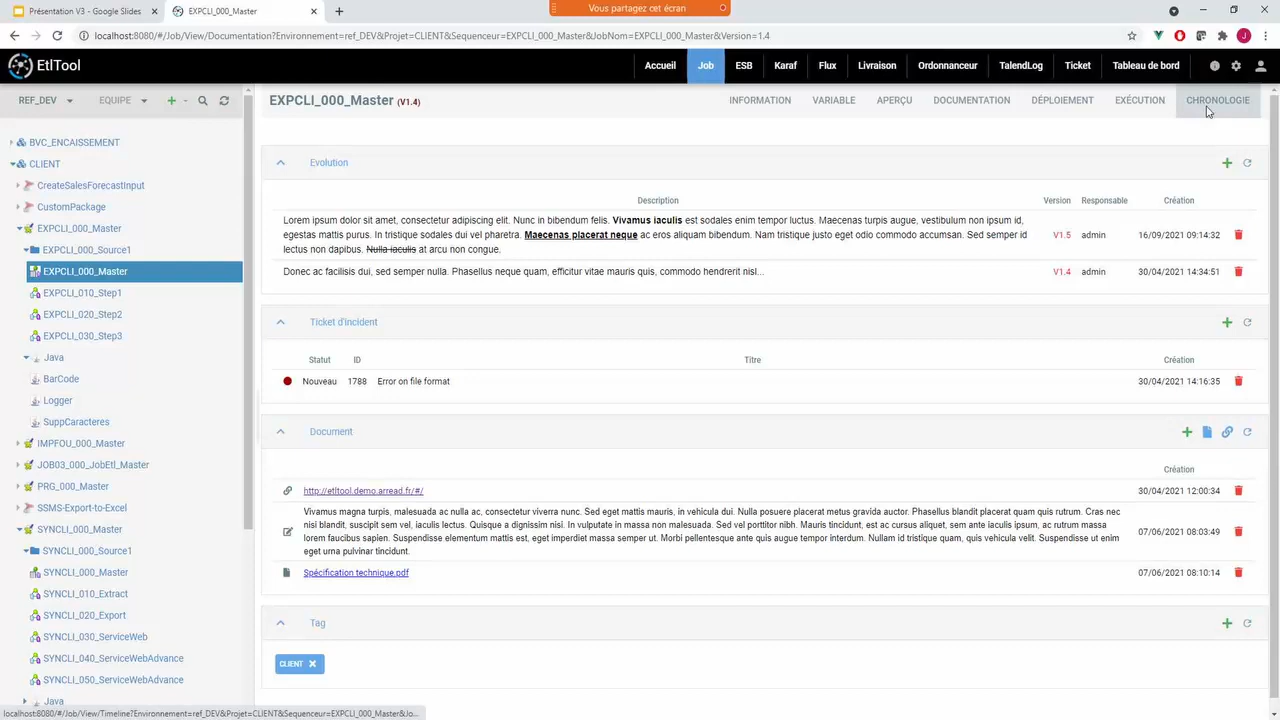 Présentation V3 - Google Slides
EXPCLI_000_Master
Vous partagez cet écran
localhost:8080/#/Job/View/Documentation?Environnement=ref_DEV&Projet=CLIENT&Sequenceur=EXPCLI_000_Master&JobNom=EXPCLI_000_Master&Version=1.4
J
EtlTool
Accueil Job ESB Karaf Flux Livraison Ordonnanceur TalendLog Ticket Tableau de bord
REF_DEV EQUIPE
EXPCLI_000_Master (V1.4)
INFORMATION VARIABLE APERÇU DOCUMENTATION DÉPLOIEMENT EXÉCUTION CHRONOLOGIE
BVC_ENCAISSEMENT
CLIENT
CreateSalesForecastInput
CustomPackage
EXPCLI_000_Master
EXPCLI_000_Source1
EXPCLI_000_Master
EXPCLI_010_Step1
EXPCLI_020_Step2
EXPCLI_030_Step3
Java
BarCode
Logger
SuppCaracteres
IMPFOU_000_Master
JOB03_000_JobEtl_Master
PRG_000_Master
SSMS-Export-to-Excel
SYNCLI_000_Master
SYNCLI_000_Source1
SYNCLI_000_Master
SYNCLI_010_Extract
SYNCLI_020_Export
SYNCLI_030_ServiceWeb
SYNCLI_040_ServiceWebAdvance
SYNCLI_050_ServiceWebAdvance
Java
Evolution
Description Version Responsable Création
Lorem ipsum dolor sit amet, consectetur adipiscing elit. Nunc in bibendum felis. Vivamus iaculis est sodales enim tempor luctus. Maecenas turpis augue, vestibulum non ipsum id,
egestas mattis purus. In tristique sodales dui vel pharetra. Maecenas placerat neque ac eros aliquam bibendum. Nam tristique justo eget odio commodo accumsan. Sed semper id
lectus non dapibus. Nulla iaculis at arcu non congue.
V1.5 admin 16/09/2021 09:14:32
Donec ac facilisis dui, sed semper nulla. Phasellus neque quam, efficitur vitae mauris quis, commodo hendrerit nisl...
V1.4 admin 30/04/2021 14:34:51
Ticket d'incident
Statut ID Titre Création
Nouveau 1788 Error on file format 30/04/2021 14:16:35
Document
Création
http://etltool.demo.arread.fr/#/ 30/04/2021 12:00:34
Vivamus magna turpis, malesuada ac nulla ac, consectetur viverra nunc. Sed eget mattis mauris, in vehicula dui. Nulla posuere placerat metus gravida auctor. Phasellus blandit placerat quam quis rutrum. Cras nec
nisi blandit, suscipit sem vel, iaculis lectus. Quisque a dignissim nisi. In vulputate in massa non malesuada. Sed vel porttitor nibh. Mauris tincidunt, est ac cursus aliquet, sem ante iaculis ipsum, ac rutrum massa
lorem faucibus sapien. Suspendisse elementum mattis est, eget imperdiet massa semper ut. Morbi pellentesque ante quis augue tempor interdum. Nullam id tristique quam, quis vehicula velit. Suspendisse ut enim
eget urna pulvinar tincidunt.
07/06/2021 08:03:49
Spécification technique.pdf 07/06/2021 08:10:14
Tag
CLIENT
localhost:8080/#/Job/View/Timeline?Environnement=ref_DEV&Projet=CLIENT&Sequenceur=EXPCLI_000_Master&Jo...